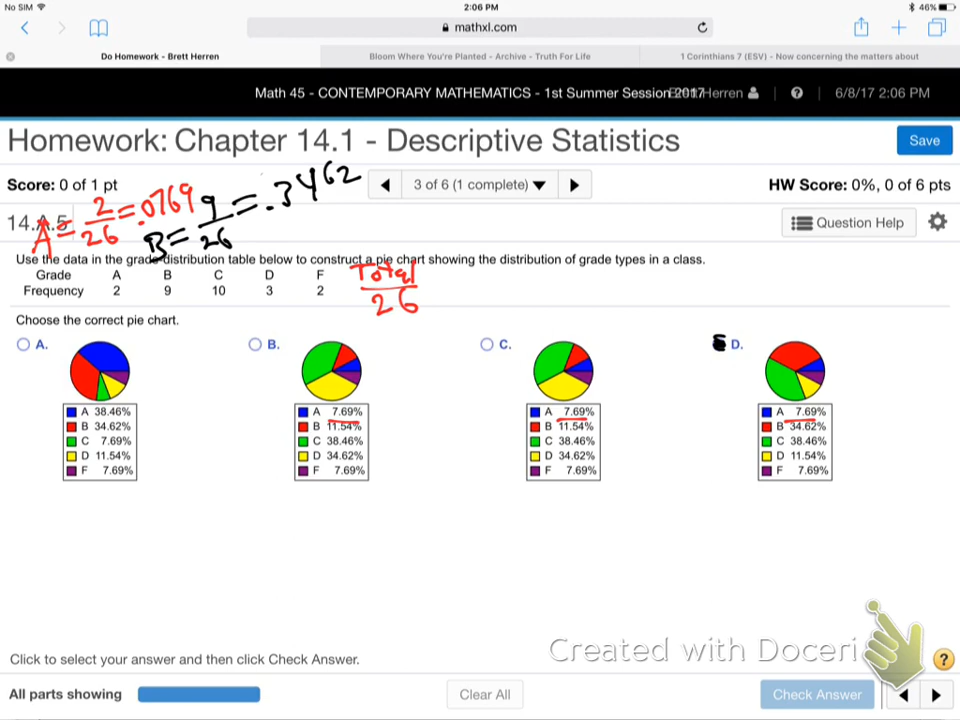 No SIM 2:06 PM 46%
mathxl.com
Do Homework - Brett Herren Bloom Where You're Planted - Archive - Truth For Life 1 Corinthians 7 (ESV) - Now concerning the matters about
Math 45 - CONTEMPORARY MATHEMATICS - 1st Summer Session 2017 Herren 6/8/17 2:06 PM
Homework: Chapter 14.1 - Descriptive Statistics Save
Score: 0 of 1 pt 3 of 6 (1 complete) HW Score: 0%, 0 of 6 pts
14.A.5 Question Help
A = 2/26 = .0769
B = 9/26 = .3462
Use the data in the grade distribution table below to construct a pie chart showing the distribution of grade types in a class.
Grade A B C D F Total
Frequency 2 9 10 3 2 26
Choose the correct pie chart.
A. B. C. D.
A 38.46% A 7.69% A 7.69% A 7.69%
B 34.62% B 11.54% B 11.54% B 34.62%
C 7.69% C 38.46% C 38.46% C 38.46%
D 11.54% D 34.62% D 34.62% D 11.54%
F 7.69% F 7.69% F 7.69% F 7.69%
Created with Doceri
Click to select your answer and then click Check Answer. ?
All parts showing Clear All Check Answer